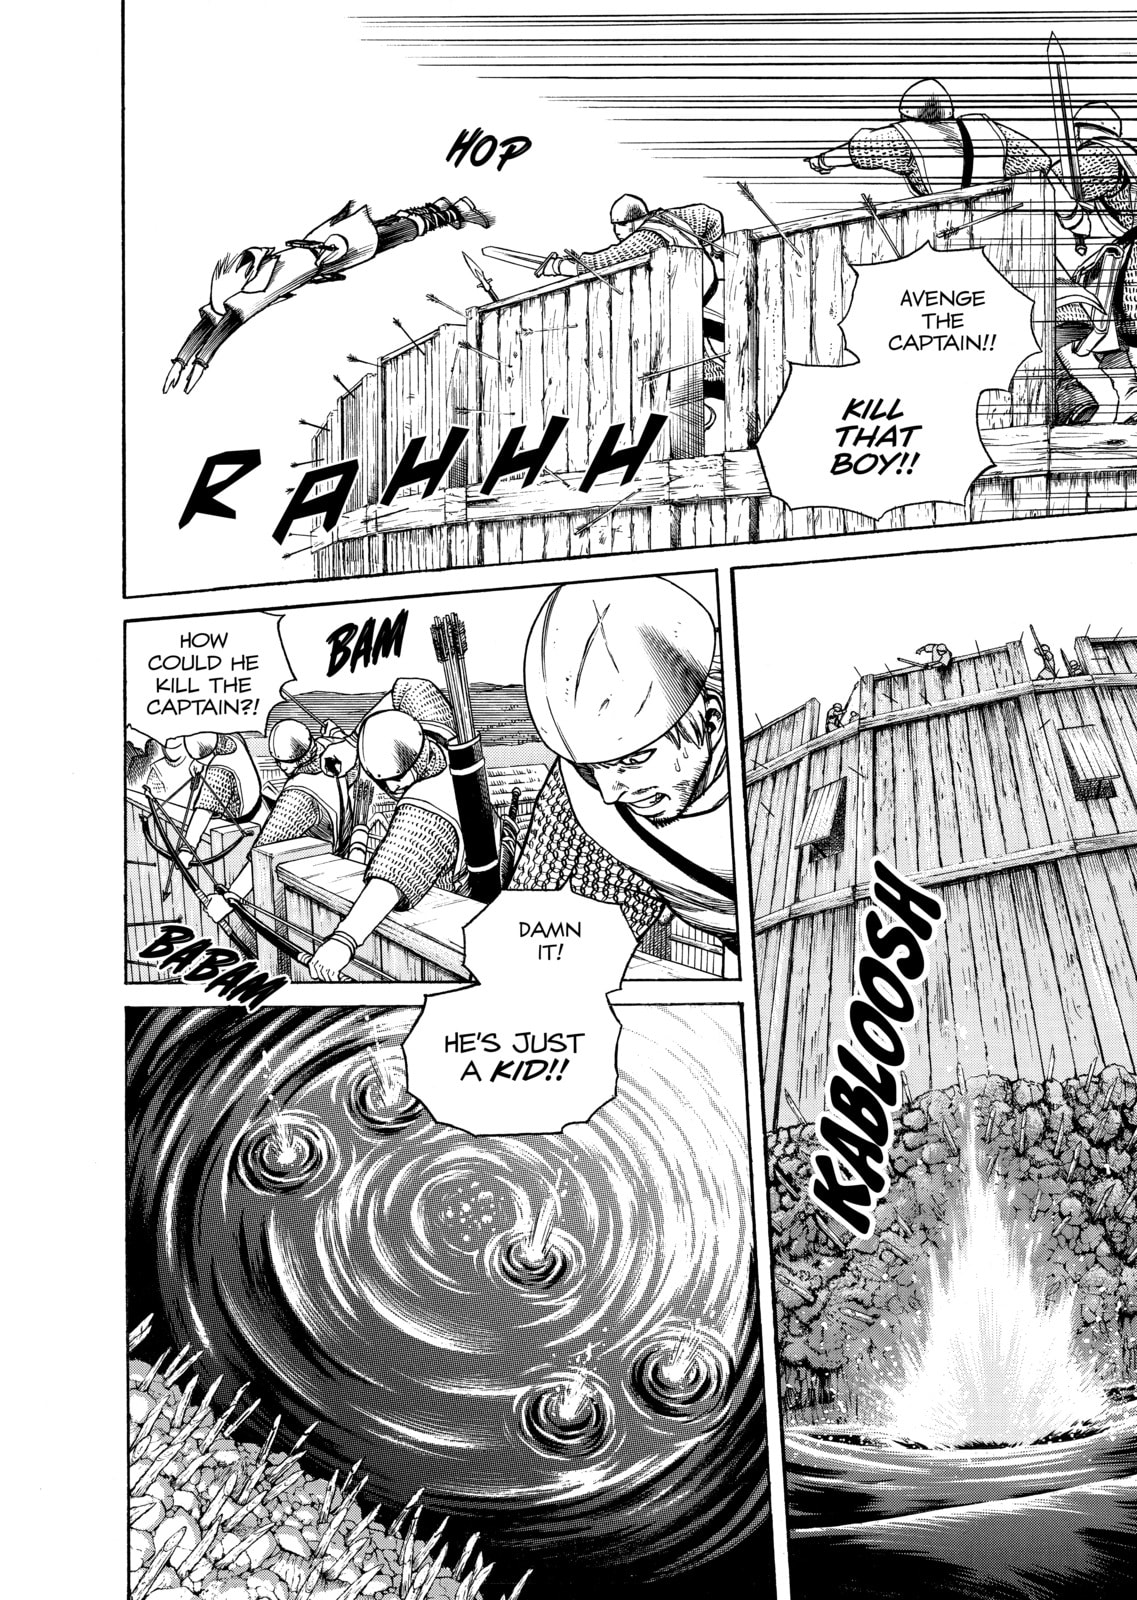 HOP
AVENGE
THE
CAPTAIN!!
KILL
THAT
BOY!!
RAHHH
KABLOOSH
HOW
COULD HE
KILL THE
CAPTAIN?!
BAM
BABAM
DAMN
IT!
HE'S JUST
A KID!!